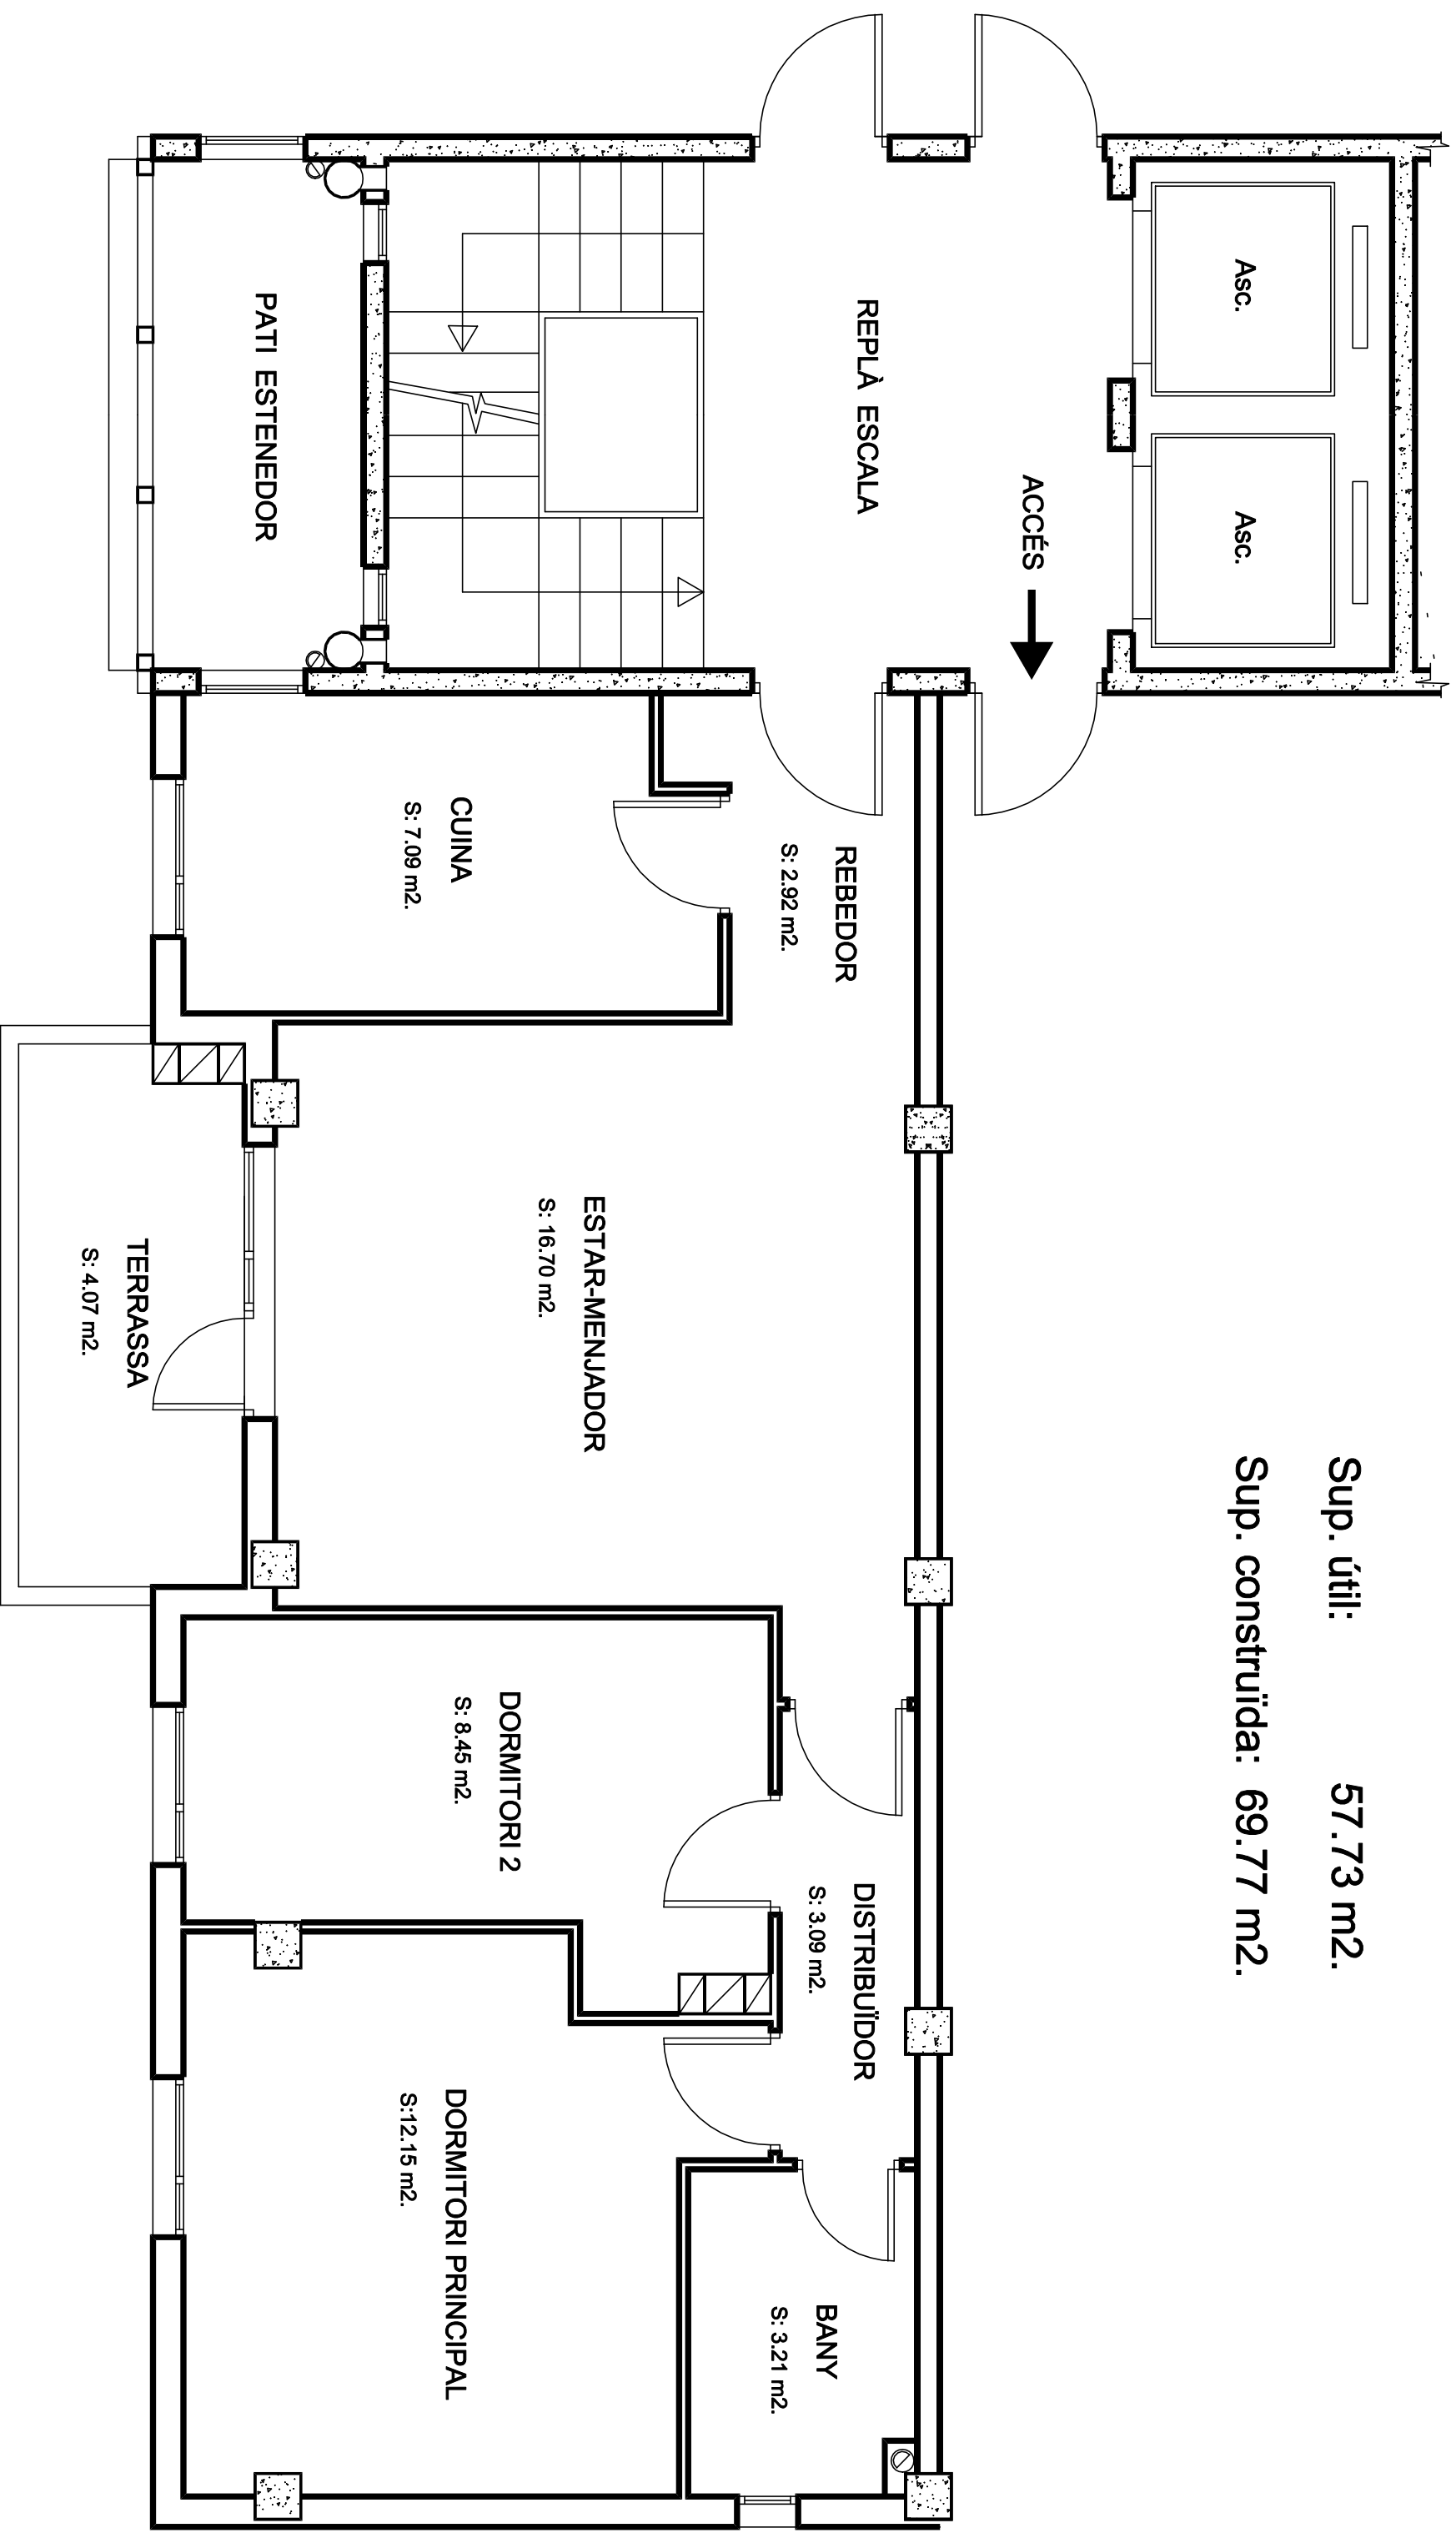 Sup. útil: 57.73 m2.
Sup. construïda: 69.77 m2.
Asc.
Asc.
ACCÉS
REPLÀ ESCALA
PATI ESTENEDOR
REBEDOR
S: 2.92 m2.
CUINA
S: 7.09 m2.
ESTAR-MENJADOR
S: 16.70 m2.
TERRASSA
S: 4.07 m2.
DISTRIBUÏDOR
S: 3.09 m2.
DORMITORI 2
S: 8.45 m2.
BANY
S: 3.21 m2.
DORMITORI PRINCIPAL
S:12.15 m2.